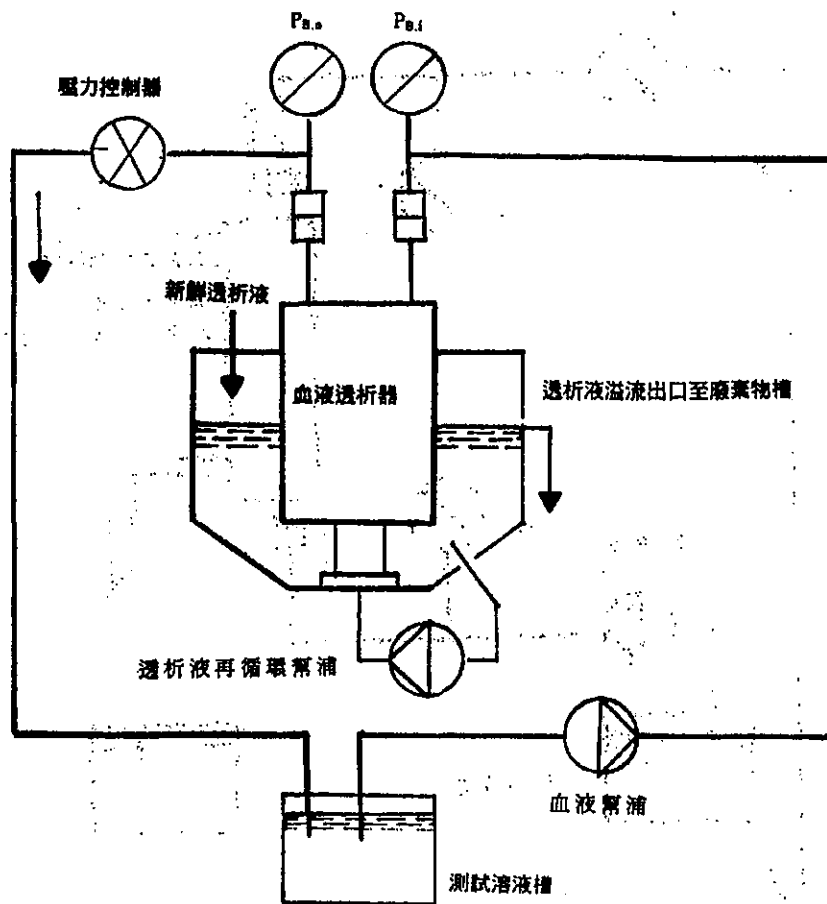 P_B,o P_B,i
壓力控制器
新鮮透析液
血液透析器
透析液溢流出口至廢棄物槽
透析液再循環幫浦
血液幫浦
測試溶液槽